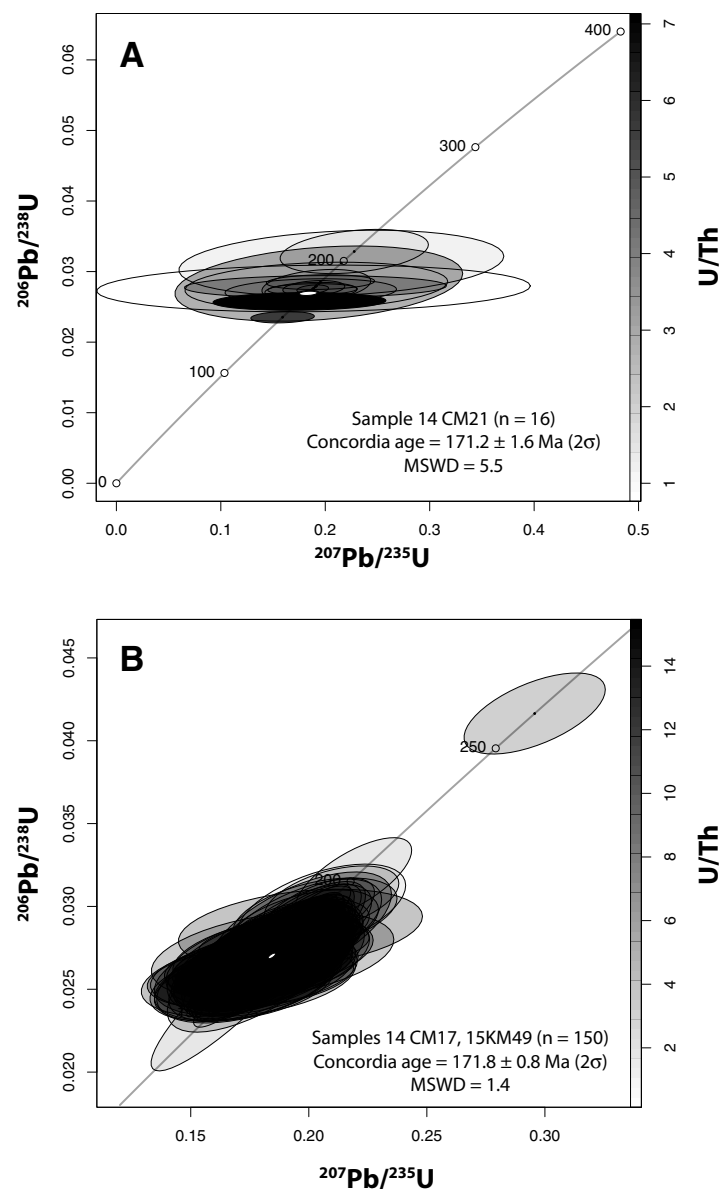 A
0.00 0.01 0.02 0.03 0.04 0.05 0.06
206Pb/238U
400
300
200
100
0
Sample 14 CM21 (n = 16)
Concordia age = 171.2 ± 1.6 Ma (2σ)
MSWD = 5.5
0.0 0.1 0.2 0.3 0.4 0.5
207Pb/235U
1 2 3 4 5 6 7
U/Th
B
0.020 0.025 0.030 0.035 0.040 0.045
206Pb/238U
250
200
Samples 14 CM17, 15KM49 (n = 150)
Concordia age = 171.8 ± 0.8 Ma (2σ)
MSWD = 1.4
0.15 0.20 0.25 0.30
207Pb/235U
2 4 6 8 10 12 14
U/Th